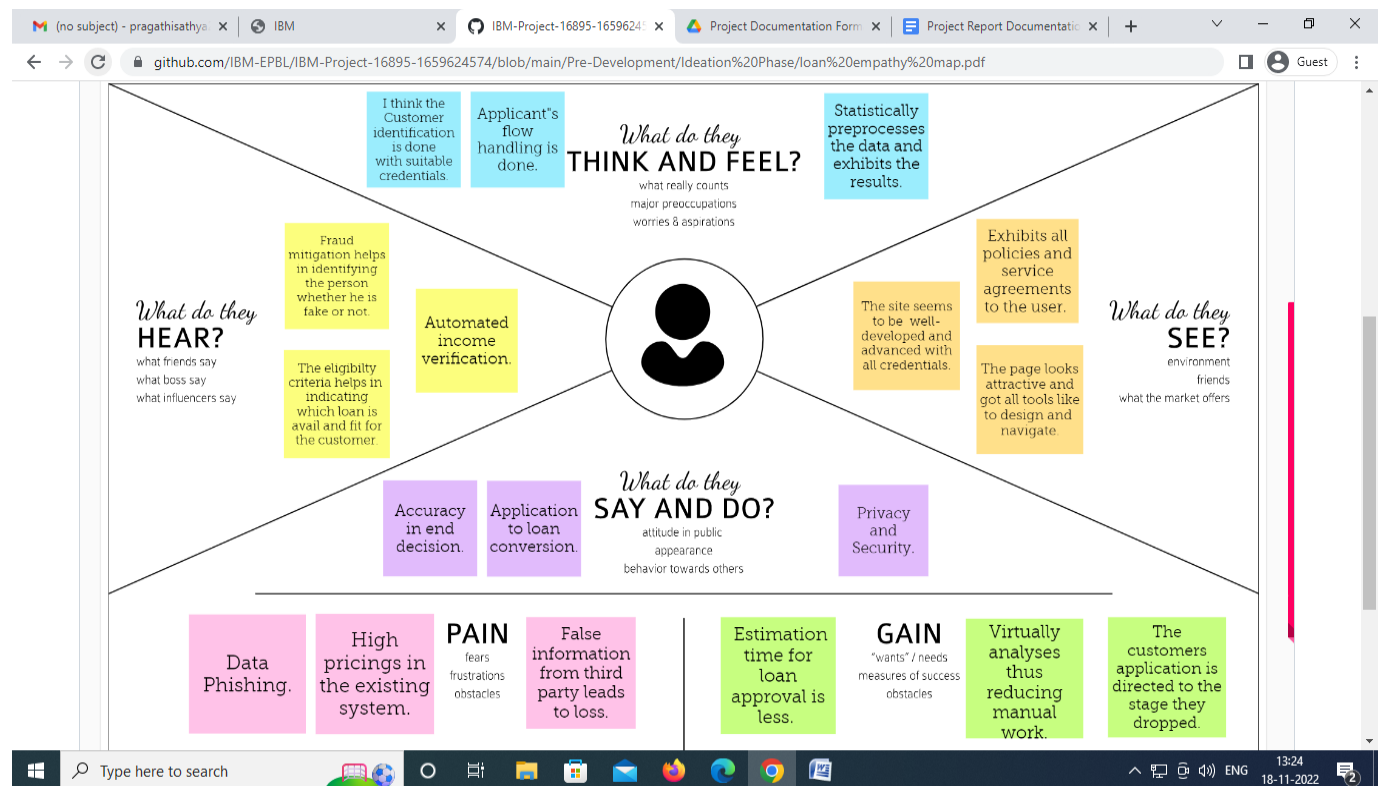 (no subject) - pragathisathya
IBM
IBM-Project-16895-16596245
Project Documentation Form
Project Report Documentatic
github.com/IBM-EPBL/IBM-Project-16895-1659624574/blob/main/Pre-Development/Ideation%20Phase/loan%20empathy%20map.pdf
Guest
I think the
Customer
identification
is done
with suitable
credentials.
Applicant"s
flow
handling is
done.
What do they
THINK AND FEEL?
what really counts
major preoccupations
worries & aspirations
Statistically
preprocesses
the data and
exhibits the
results.
Fraud
mitigation helps
in identifying
the person
whether he is
fake or not.
What do they
HEAR?
what friends say
what boss say
what influencers say
Automated
income
verification.
The eligibilty
criteria helps in
indicating
which loan is
avail and fit for
the customer.
The site seems
to be well-
developed and
advanced with
all credentials.
Exhibits all
policies and
service
agreements
to the user.
The page looks
attractive and
got all tools like
to design and
navigate.
What do they
SEE?
environment
friends
what the market offers
Accuracy
in end
decision.
Application
to loan
conversion.
What do they
SAY AND DO?
attitude in public
appearance
behavior towards others
Privacy
and
Security.
Data
Phishing.
High
pricings in
the existing
system.
PAIN
fears
frustrations
obstacles
False
information
from third
party leads
to loss.
Estimation
time for
loan
approval is
less.
GAIN
"wants" / needs
measures of success
obstacles
Virtually
analyses
thus
reducing
manual
work.
The
customers
application is
directed to the
stage they
dropped.
Type here to search
ENG
13:24
18-11-2022
2